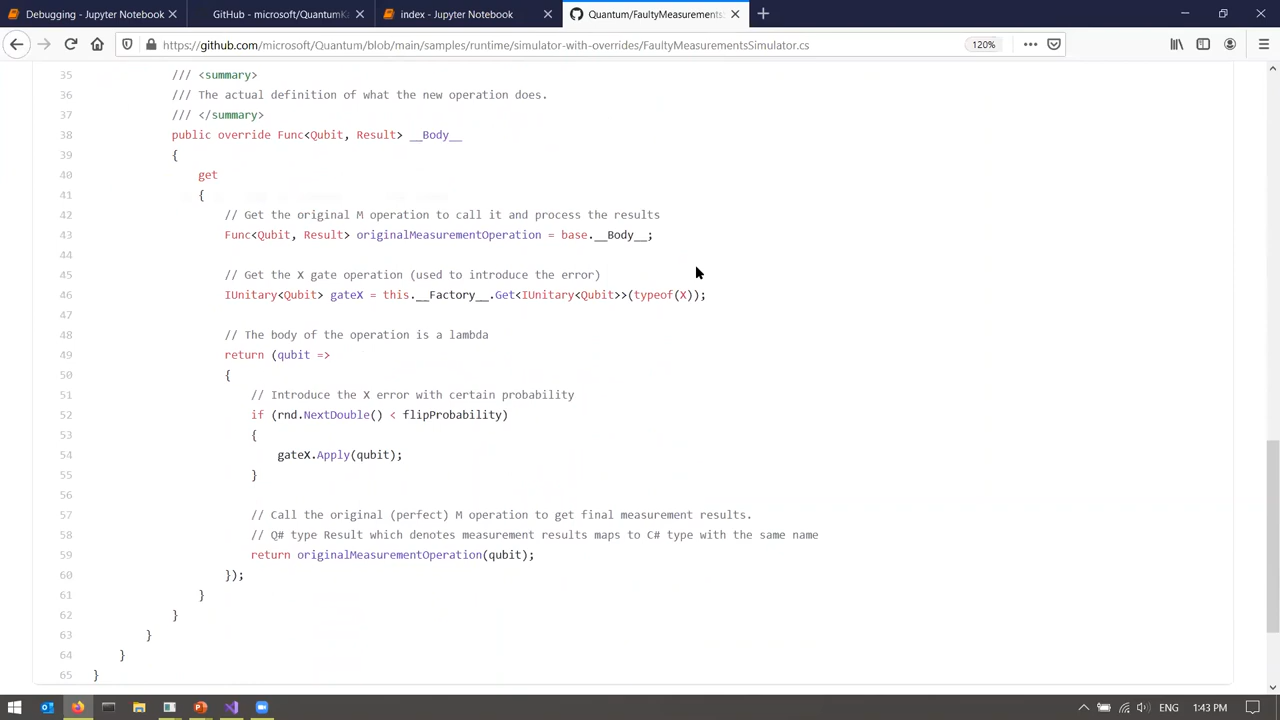 Debugging - Jupyter Notebook
GitHub - microsoft/QuantumKa
index - Jupyter Notebook
Quantum/FaultyMeasurementsS
https://github.com/microsoft/Quantum/blob/main/samples/runtime/simulator-with-overrides/FaultyMeasurementsSimulator.cs
120%
35 /// <summary>
36 /// The actual definition of what the new operation does.
37 /// </summary>
38 public override Func<Qubit, Result> __Body__
39 {
40 get
41 {
42 // Get the original M operation to call it and process the results
43 Func<Qubit, Result> originalMeasurementOperation = base.__Body__;
44
45 // Get the X gate operation (used to introduce the error)
46 IUnitary<Qubit> gateX = this.__Factory__.Get<IUnitary<Qubit>>(typeof(X));
47
48 // The body of the operation is a lambda
49 return (qubit =>
50 {
51 // Introduce the X error with certain probability
52 if (rnd.NextDouble() < flipProbability)
53 {
54 gateX.Apply(qubit);
55 }
56
57 // Call the original (perfect) M operation to get final measurement results.
58 // Q# type Result which denotes measurement results maps to C# type with the same name
59 return originalMeasurementOperation(qubit);
60 });
61 }
62 }
63 }
64 }
65 }
ENG 1:43 PM